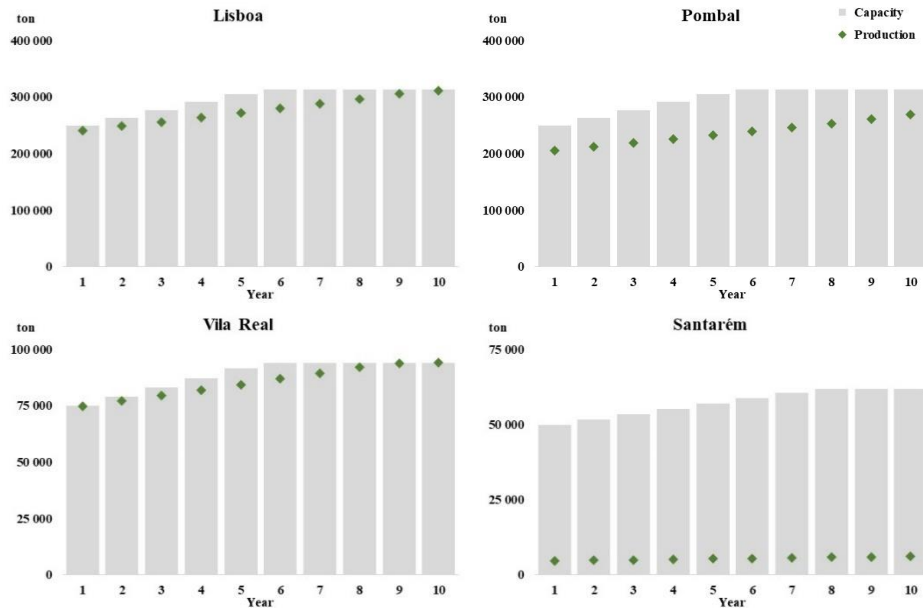 Lisboa
ton
400 000
300 000
200 000
100 000
0
1 2 3 4 5 6 7 8 9 10
Year
Pombal
ton
400 000
300 000
200 000
100 000
0
1 2 3 4 5 6 7 8 9 10
Year
Capacity
Production
Vila Real
ton
100 000
75 000
50 000
25 000
0
1 2 3 4 5 6 7 8 9 10
Year
Santarém
ton
75 000
50 000
25 000
0
1 2 3 4 5 6 7 8 9 10
Year